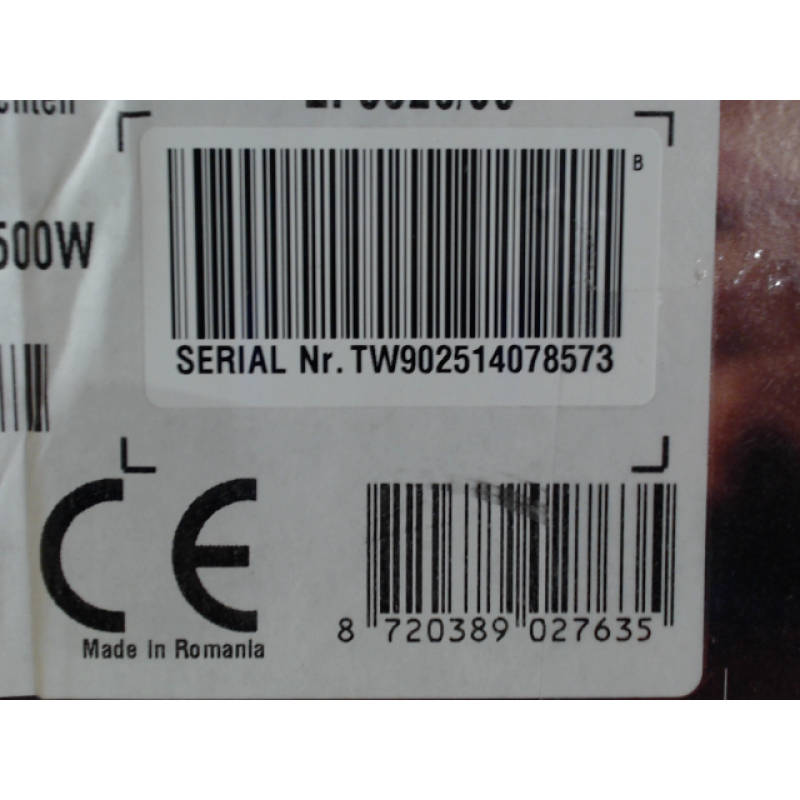 B
500W
SERIAL Nr. TW902514078573
CE
Made in Romania
8 720389 027635